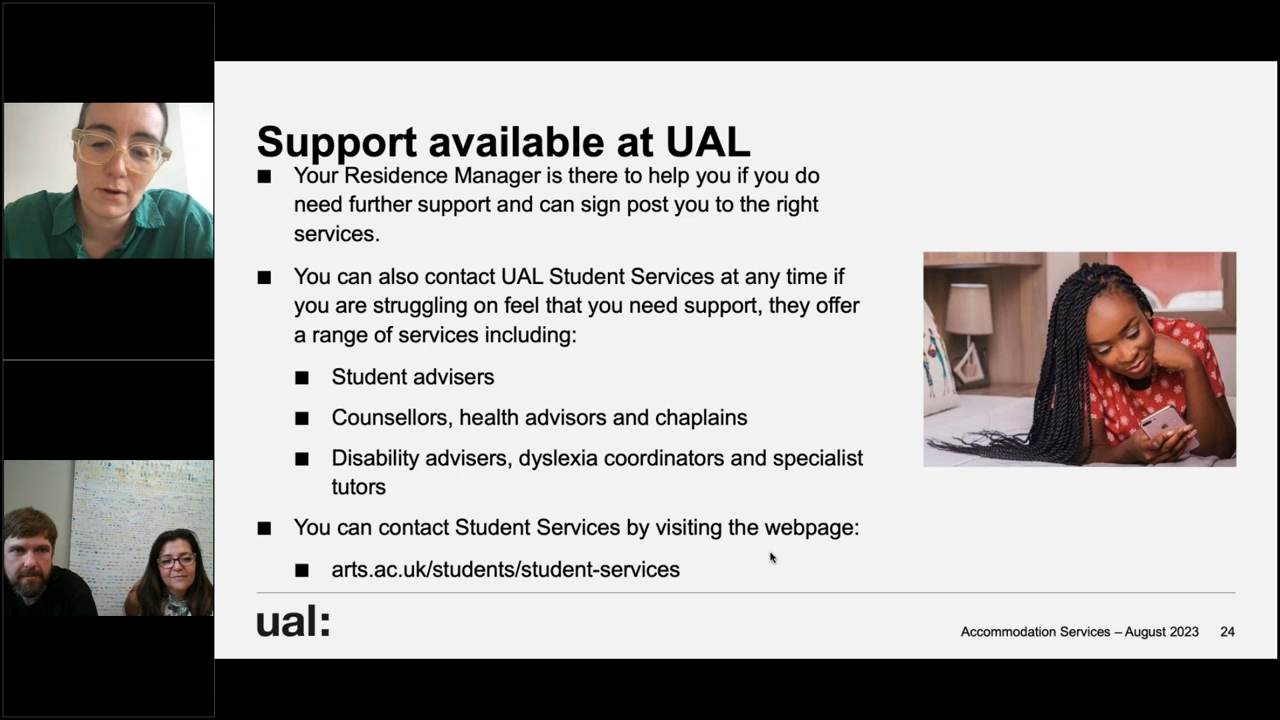 Support available at UAL
Your Residence Manager is there to help you if you do
need further support and can sign post you to the right
services.
You can also contact UAL Student Services at any time if
you are struggling on feel that you need support, they offer
a range of services including:
Student advisers
Counsellors, health advisors and chaplains
Disability advisers, dyslexia coordinators and specialist
tutors
You can contact Student Services by visiting the webpage:
arts.ac.uk/students/student-services
ual:
Accommodation Services – August 2023 24